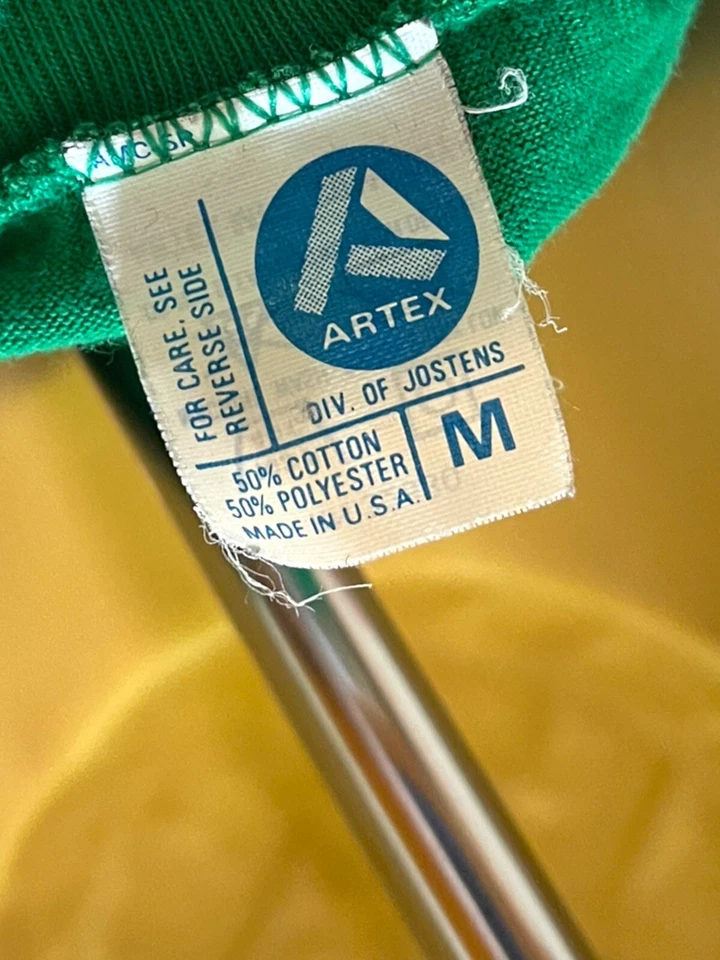 ARTEX
DIV. OF JOSTENS
FOR CARE, SEE
REVERSE SIDE
50% COTTON
50% POLYESTER
MADE IN U.S.A.
M